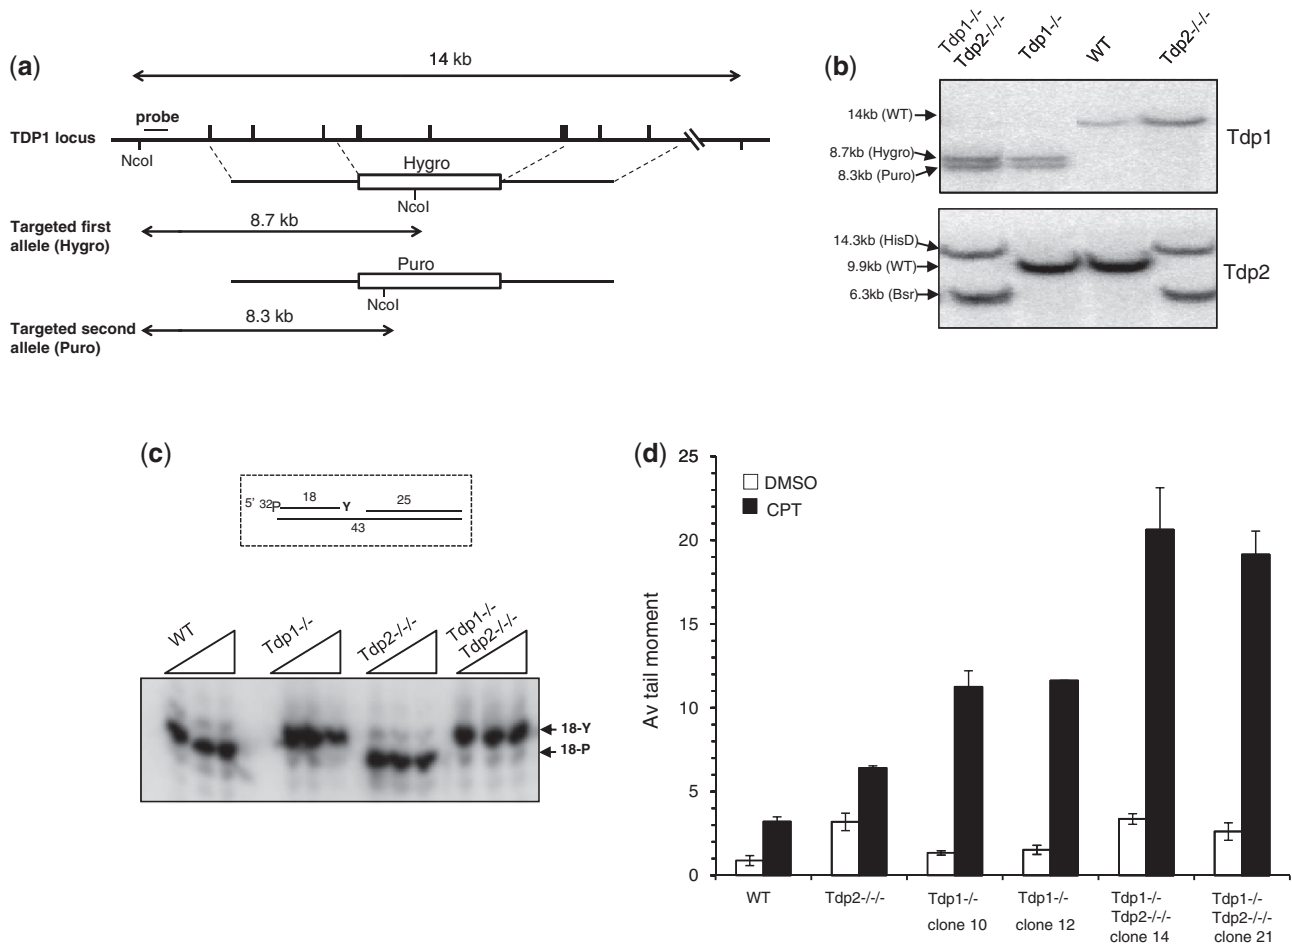 (a)
14 kb
probe
TDP1 locus
NcoI
Hygro
NcoI
Targeted first
allele (Hygro)
8.7 kb
Puro
NcoI
Targeted second
allele (Puro)
8.3 kb
(b)
Tdp1-/-
Tdp2-/-/-
Tdp1-/-
WT
Tdp2-/-/-
14kb (WT)
8.7kb (Hygro)
8.3kb (Puro)
Tdp1
14.3kb (HisD)
9.9kb (WT)
6.3kb (Bsr)
Tdp2
(c)
5' 32P
18
Y
25
43
WT
Tdp1-/-
Tdp2-/-/-
Tdp1-/-
Tdp2-/-/-
18-Y
18-P
(d)
Av tail moment
25
20
15
10
5
0
DMSO
CPT
WT
Tdp2-/-/-
Tdp1-/-
clone 10
Tdp1-/-
clone 12
Tdp1-/-
Tdp2-/-/-
clone 14
Tdp1-/-
Tdp2-/-/-
clone 21